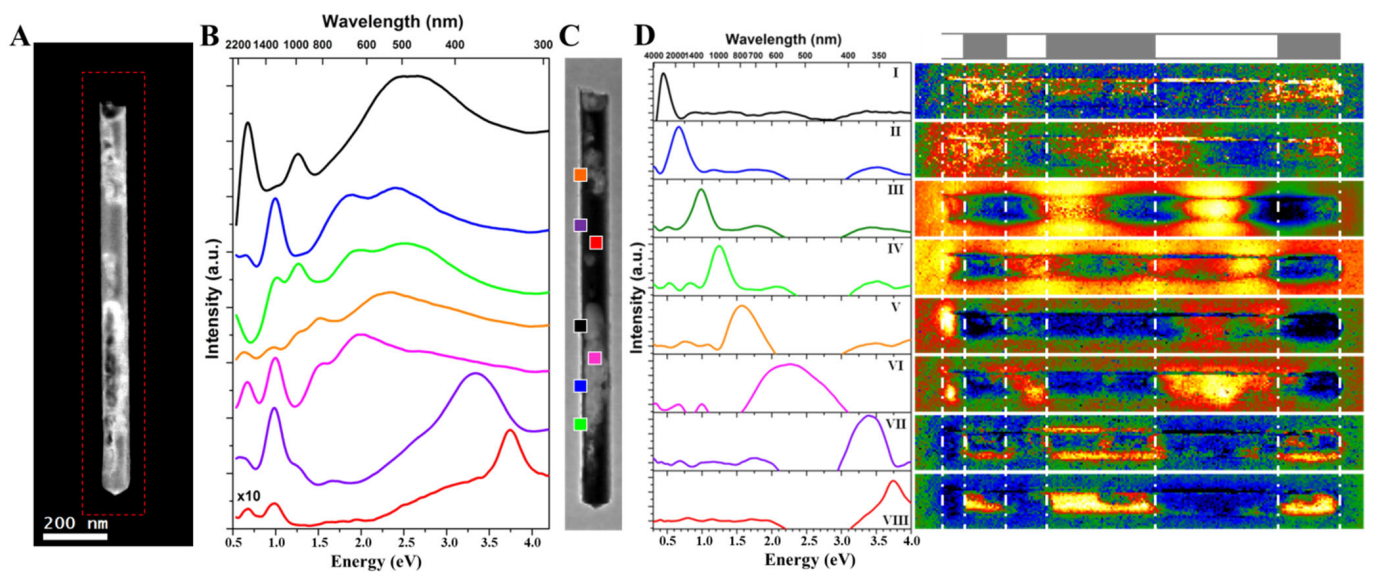 A
200 nm
B
Wavelength (nm)
2200 1400 1000 800 600 500 400 300
Intensity (a.u.)
x10
0.5 1.0 1.5 2.0 2.5 3.0 3.5 4.0
Energy (eV)
C
D
Wavelength (nm)
4000 2000 1400 1000 800 700 600 500 400 350
Intensity (a.u.)
I
II
III
IV
V
VI
VII
VIII
0.5 1.0 1.5 2.0 2.5 3.0 3.5 4.0
Energy (eV)